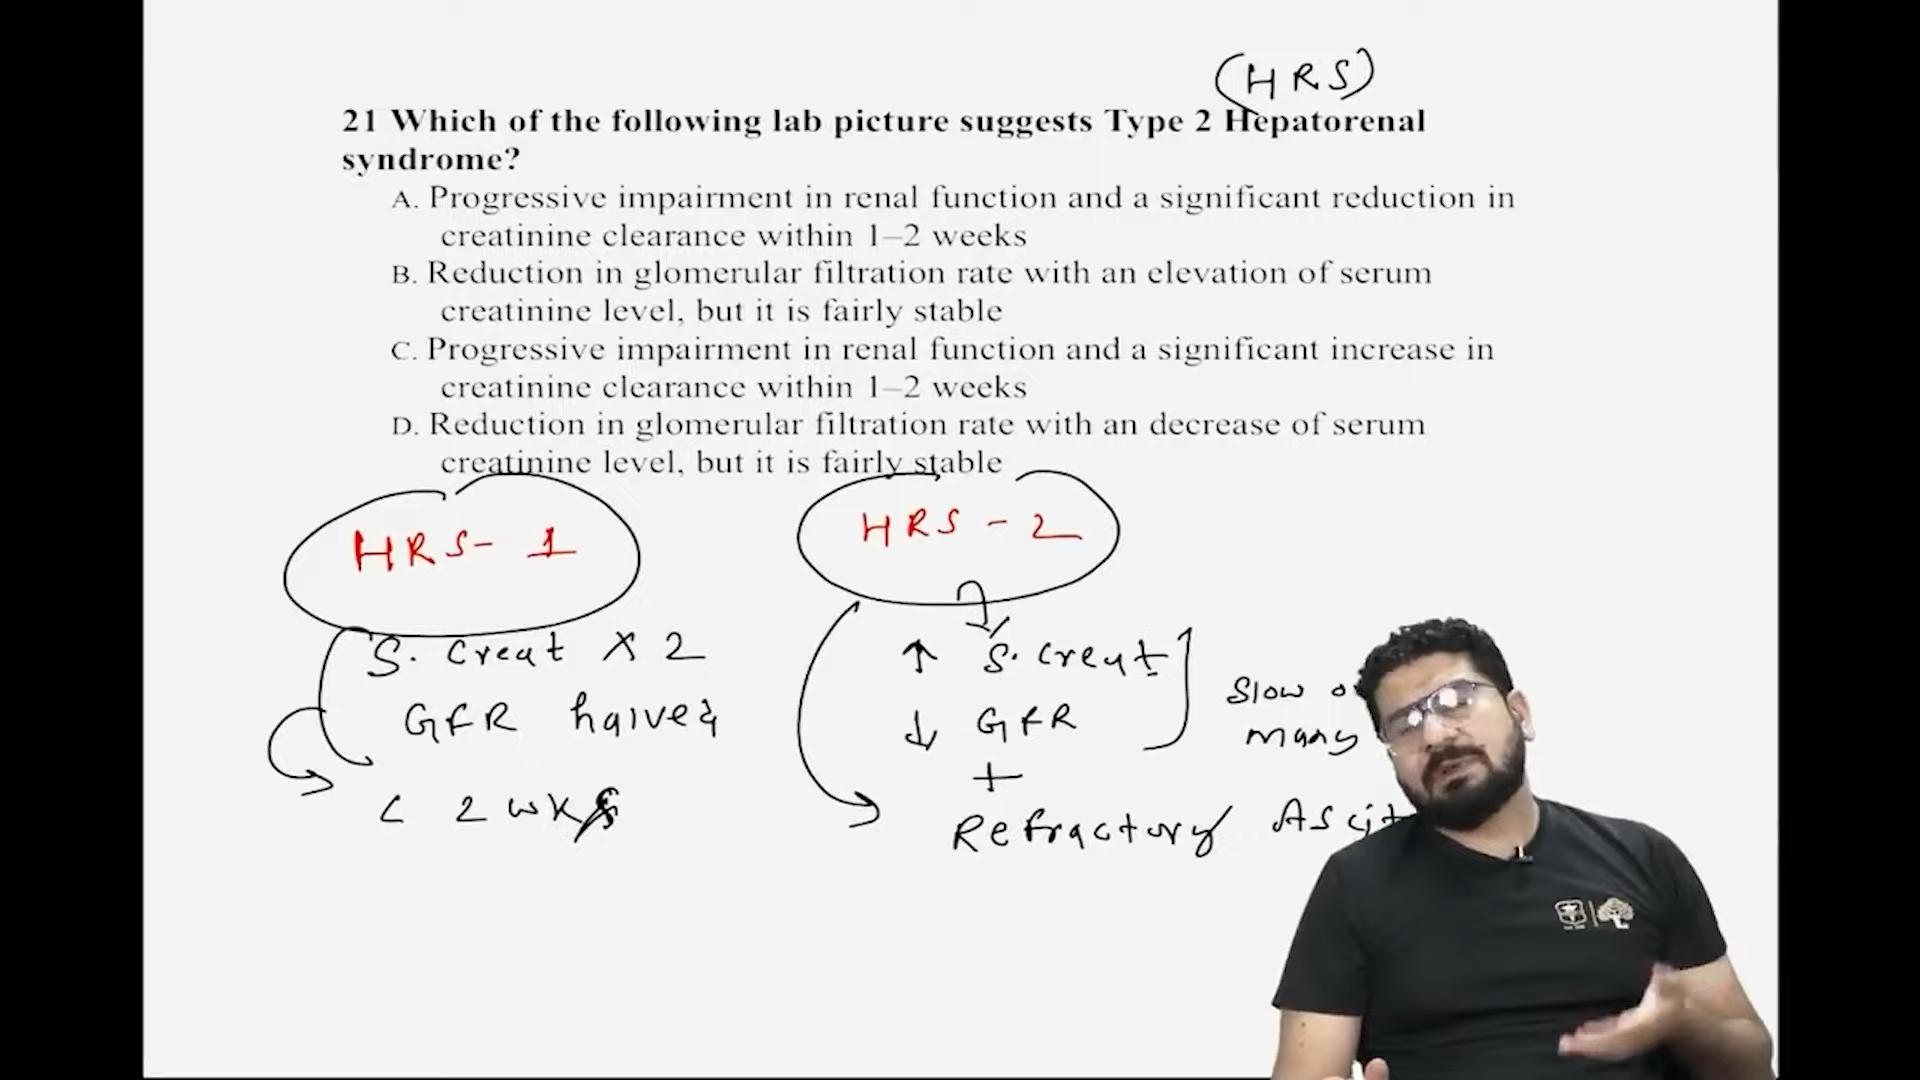 (HRS)
21 Which of the following lab picture suggests Type 2 Hepatorenal
syndrome?
A. Progressive impairment in renal function and a significant reduction in
creatinine clearance within 1–2 weeks
B. Reduction in glomerular filtration rate with an elevation of serum
creatinine level, but it is fairly stable
C. Progressive impairment in renal function and a significant increase in
creatinine clearance within 1–2 weeks
D. Reduction in glomerular filtration rate with an decrease of serum
creatinine level, but it is fairly stable
HRS - 1
S. Creat X 2
GFR halved
< 2 wks
HRS - 2
↑ S. Creat
↓ GFR
+
Refractory
Slow
many